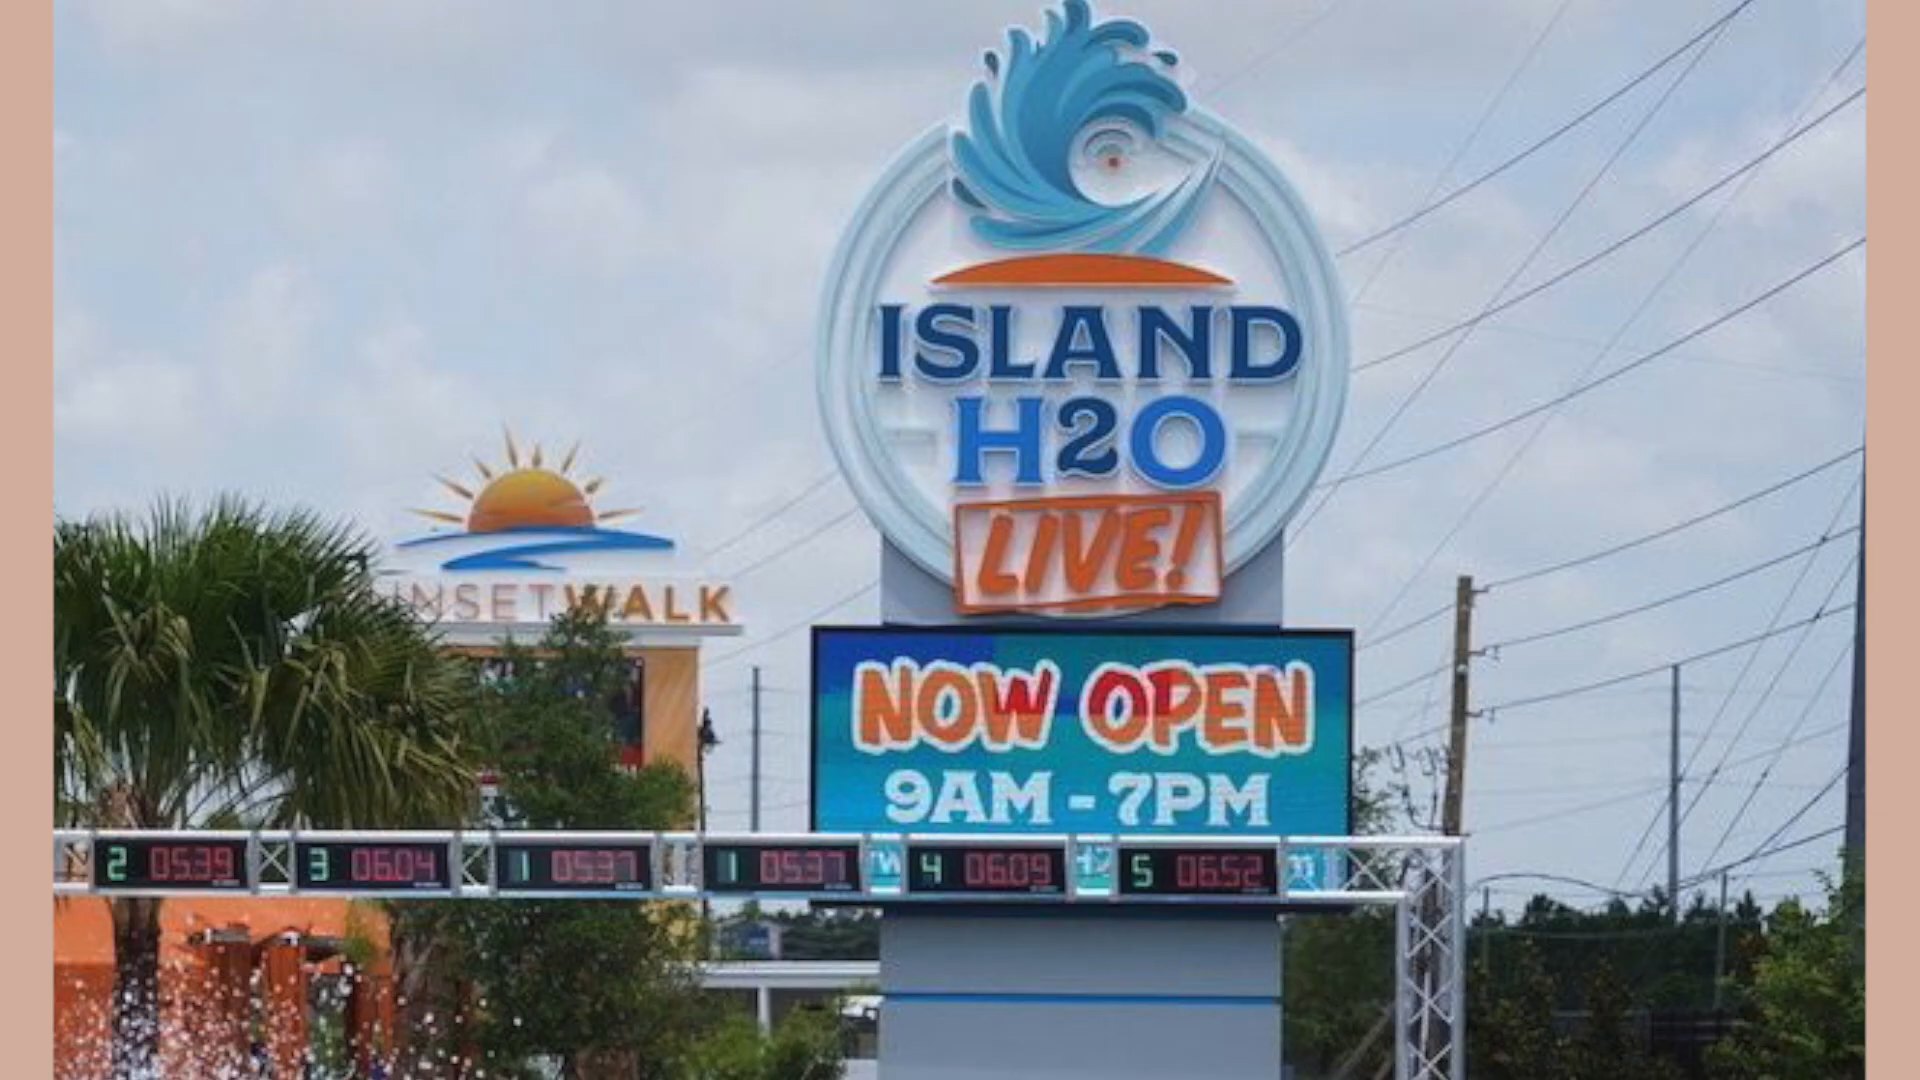 ISLAND
H2O
LIVE!
WALK
NOW OPEN
9AM - 7PM
2 05.39
3 06.04
1 05.37
1 05.37
4 06.09
5 06.52